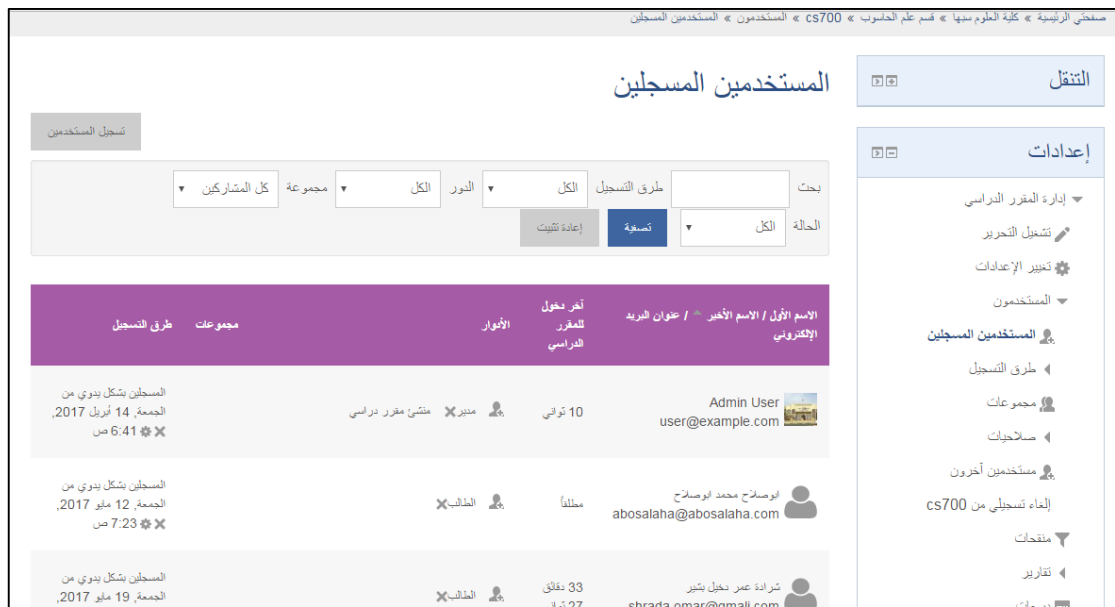 صفحتي الرئيسية » كلية العلوم سبها » قسم علم الحاسوب » cs700 » المستخدمون » المستخدمين المسجلين
التنقل
إعدادات
إدارة المقرر الدراسي
تشغيل التحرير
تغيير الإعدادات
المستخدمون
المستخدمين المسجلين
طرق التسجيل
مجموعات
صلاحيات
مستخدمين آخرون
إلغاء تسجيلي من cs700
منقحات
تقارير
المستخدمين المسجلين
تسجيل المستخدمين
بحث طرق التسجيل الكل الدور الكل مجموعة كل المشاركين
الحالة الكل تصفية إعادة تثبيت
الاسم الأول / الاسم الأخير / عنوان البريد
الإلكتروني
آخر دخول
للمقرر
الدراسي
الأدوار
مجموعات
طرق التسجيل
Admin User
user@example.com
10 ثواني
مدير منشئ مقرر دراسي
المسجلين بشكل يدوي من
الجمعة, 14 أبريل 2017,
6:41 ص
ابوصلاح محمد ابوصلاح
abosalaha@abosalaha.com
مطلقاً
الطالب
المسجلين بشكل يدوي من
الجمعة, 12 مايو 2017,
7:23 ص
شرادة عمر دخيل بشير
shrada.omar@gmail.com
33 دقائق
27 ثواني
الطالب
المسجلين بشكل يدوي من
الجمعة, 19 مايو 2017,